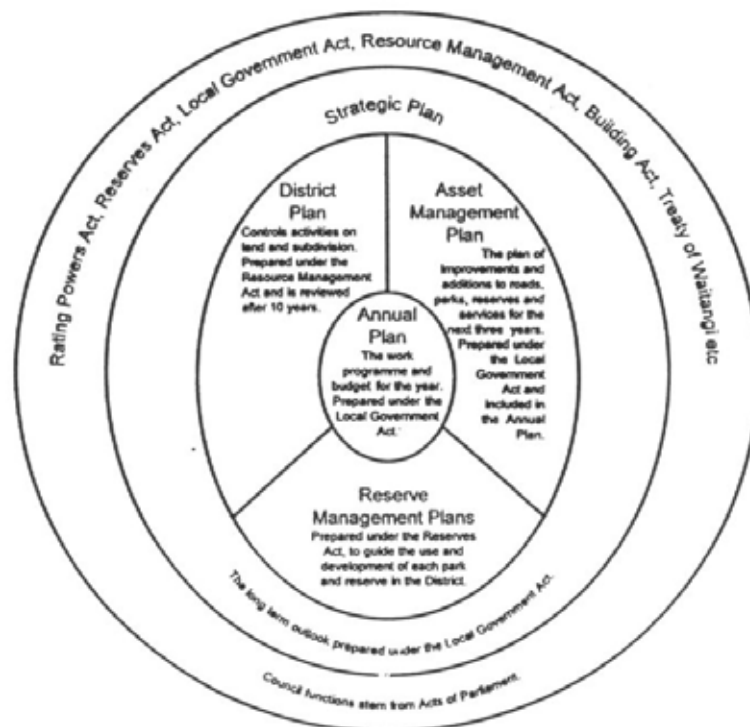 Rating Powers Act, Reserves Act, Local Government Act, Resource Management Act, Building Act, Treaty of Waitangi etc
Strategic Plan
District
Plan
Controls activities on
land and subdivision.
Prepared under the
Resource Management
Act and is reviewed
after 10 years.
Asset
Management
Plan
The plan of
improvements and
additions to roads,
parks, reserves and
services for the
next three years.
Prepared under
the Local
Government
Act and
included in
the Annual
Plan.
Annual
Plan
The work
programme and
budget for the year.
Prepared under the
Local Government
Act.
Reserve
Management Plans
Prepared under the Reserves
Act, to guide the use and
development of each park
and reserve in the District.
The long term outlook prepared under the Local Government Act.
Council functions stem from Acts of Parliament.